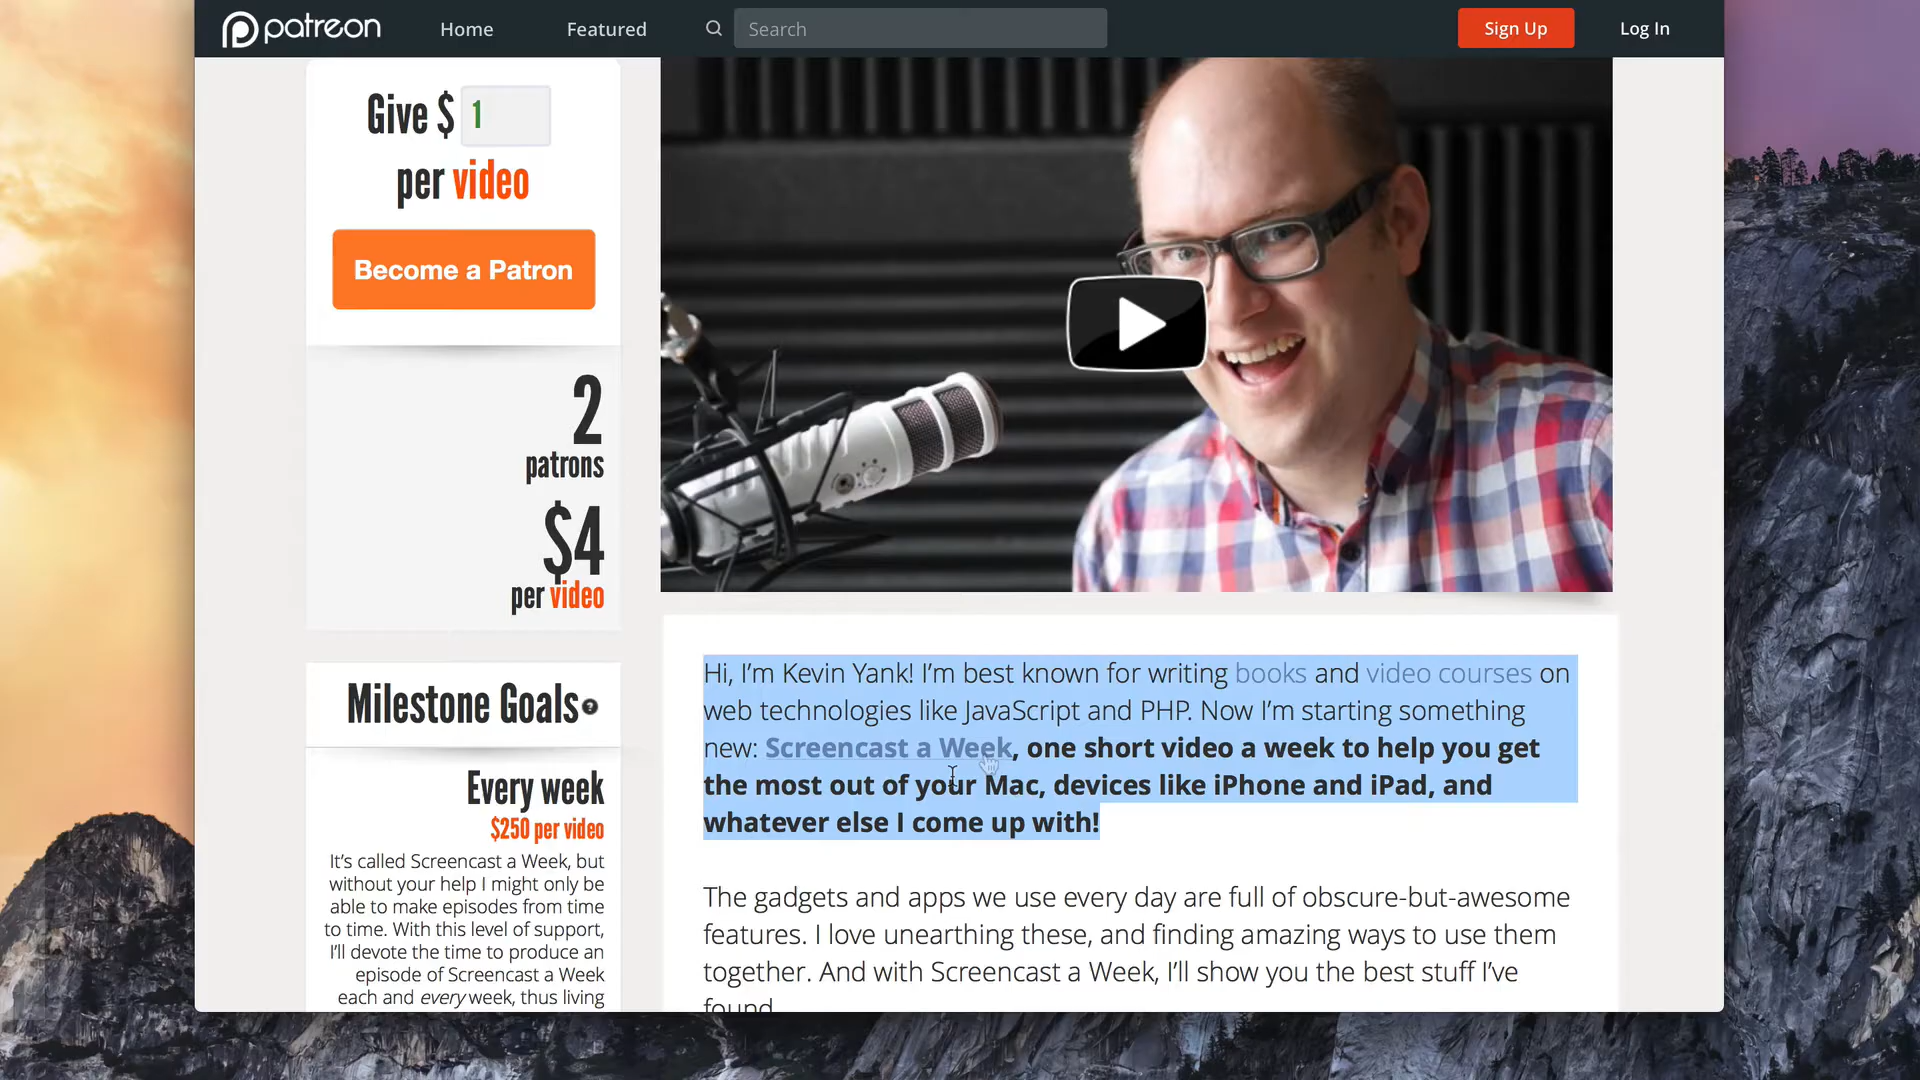 patreon
Home
Featured
Search
Sign Up
Log In
Give $ 1
per video
Become a Patron
2
patrons
$4
per video
Milestone Goals ?
Every week
$250 per video
It's called Screencast a Week, but
without your help I might only be
able to make episodes from time
to time. With this level of support,
I'll devote the time to produce an
episode of Screencast a Week
each and every week, thus living
Hi, I'm Kevin Yank! I'm best known for writing books and video courses on
web technologies like JavaScript and PHP. Now I'm starting something
new: Screencast a Week, one short video a week to help you get
the most out of your Mac, devices like iPhone and iPad, and
whatever else I come up with!
The gadgets and apps we use every day are full of obscure-but-awesome
features. I love unearthing these, and finding amazing ways to use them
together. And with Screencast a Week, I'll show you the best stuff I've
found.